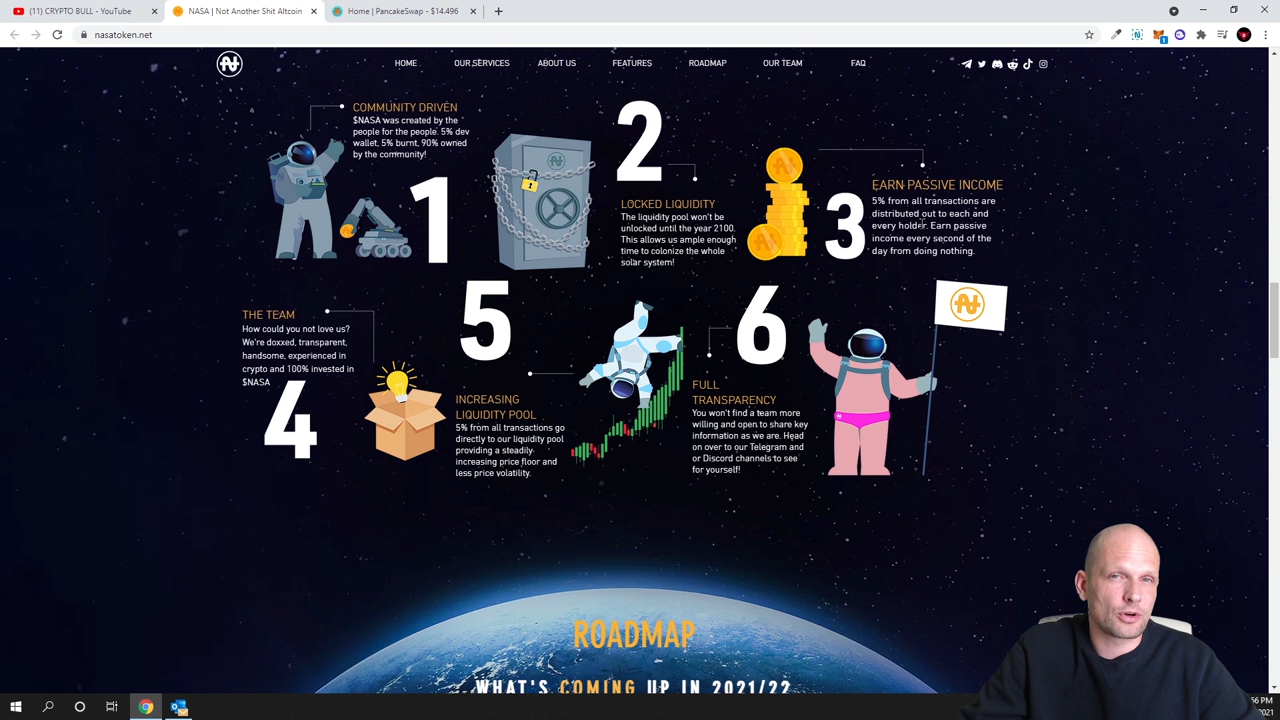 (11) CRYPTO BULL - YouTube
NASA | Not Another Shit Altcoin
Home | PancakeSwap - $14.496
nasatoken.net
HOME
OUR SERVICES
ABOUT US
FEATURES
ROADMAP
OUR TEAM
FAQ
COMMUNITY DRIVEN
$NASA was created by the
people for the people. 5% dev
wallet, 5% burnt, 90% owned
by the community!
1
2
LOCKED LIQUIDITY
The liquidity pool won't be
unlocked until the year 2100.
This allows us ample enough
time to colonize the whole
solar system!
3
EARN PASSIVE INCOME
5% from all transactions are
distributed out to each and
every holder. Earn passive
income every second of the
day from doing nothing.
THE TEAM
How could you not love us?
We're doxxed, transparent,
handsome, experienced in
crypto and 100% invested in
$NASA
4
5
INCREASING
LIQUIDITY POOL
5% from all transactions go
directly to our liquidity pool
providing a steadily
increasing price floor and
less price volatility.
6
FULL
TRANSPARENCY
You won't find a team more
willing and open to share key
information as we are. Head
on over to our Telegram and
or Discord channels to see
for yourself!
ROADMAP
WHAT'S COMING UP IN 2021/22
56 PM
2021